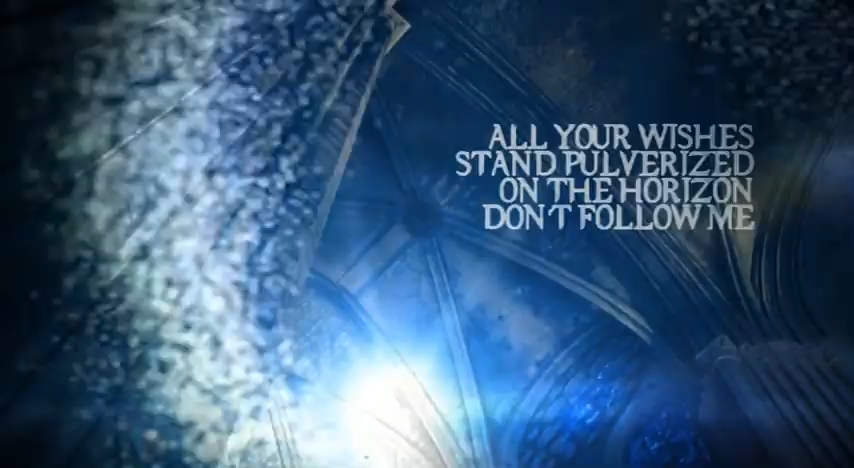 ALL YOUR WISHES
STAND PULVERIZED
ON THE HORIZON
DON'T FOLLOW ME